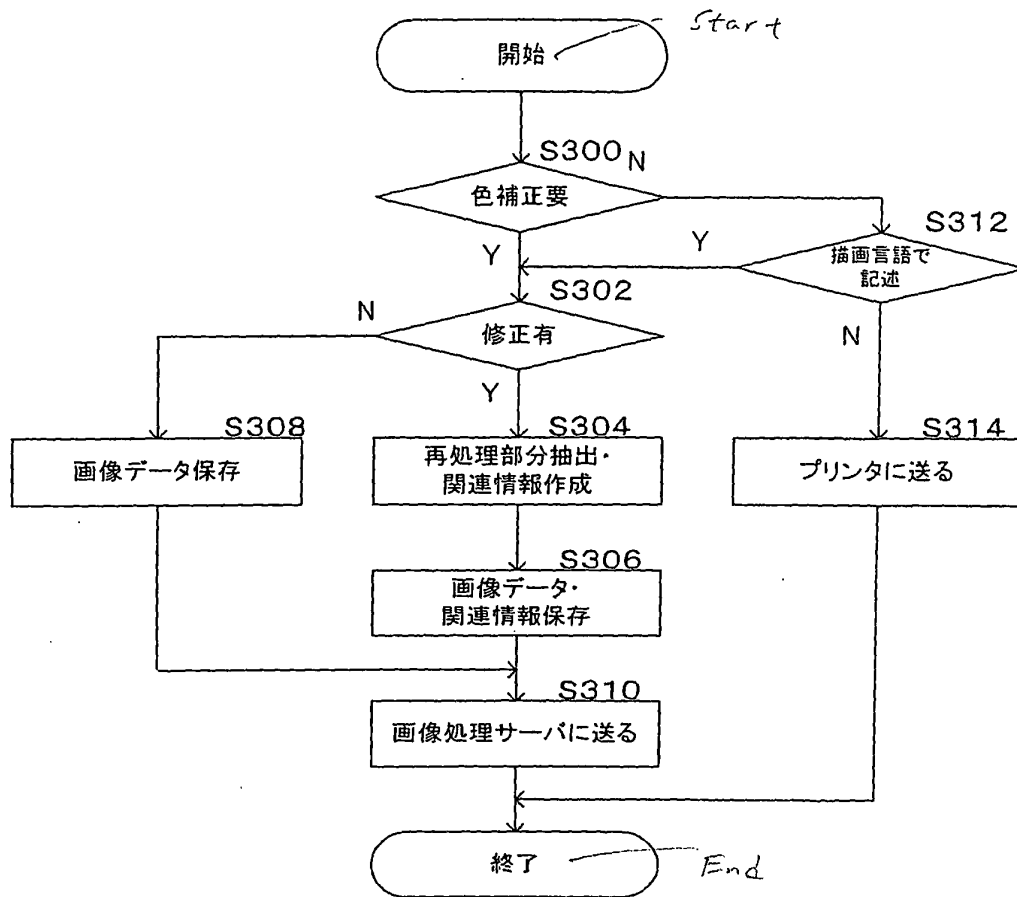 開始
Start
S300
N
色補正要
S312
Y
Y
描画言語で
記述
S302
N
修正有
N
Y
S308
画像データ保存
S304
再処理部分抽出・
関連情報作成
S314
プリンタに送る
S306
画像データ・
関連情報保存
S310
画像処理サーバに送る
終了
End